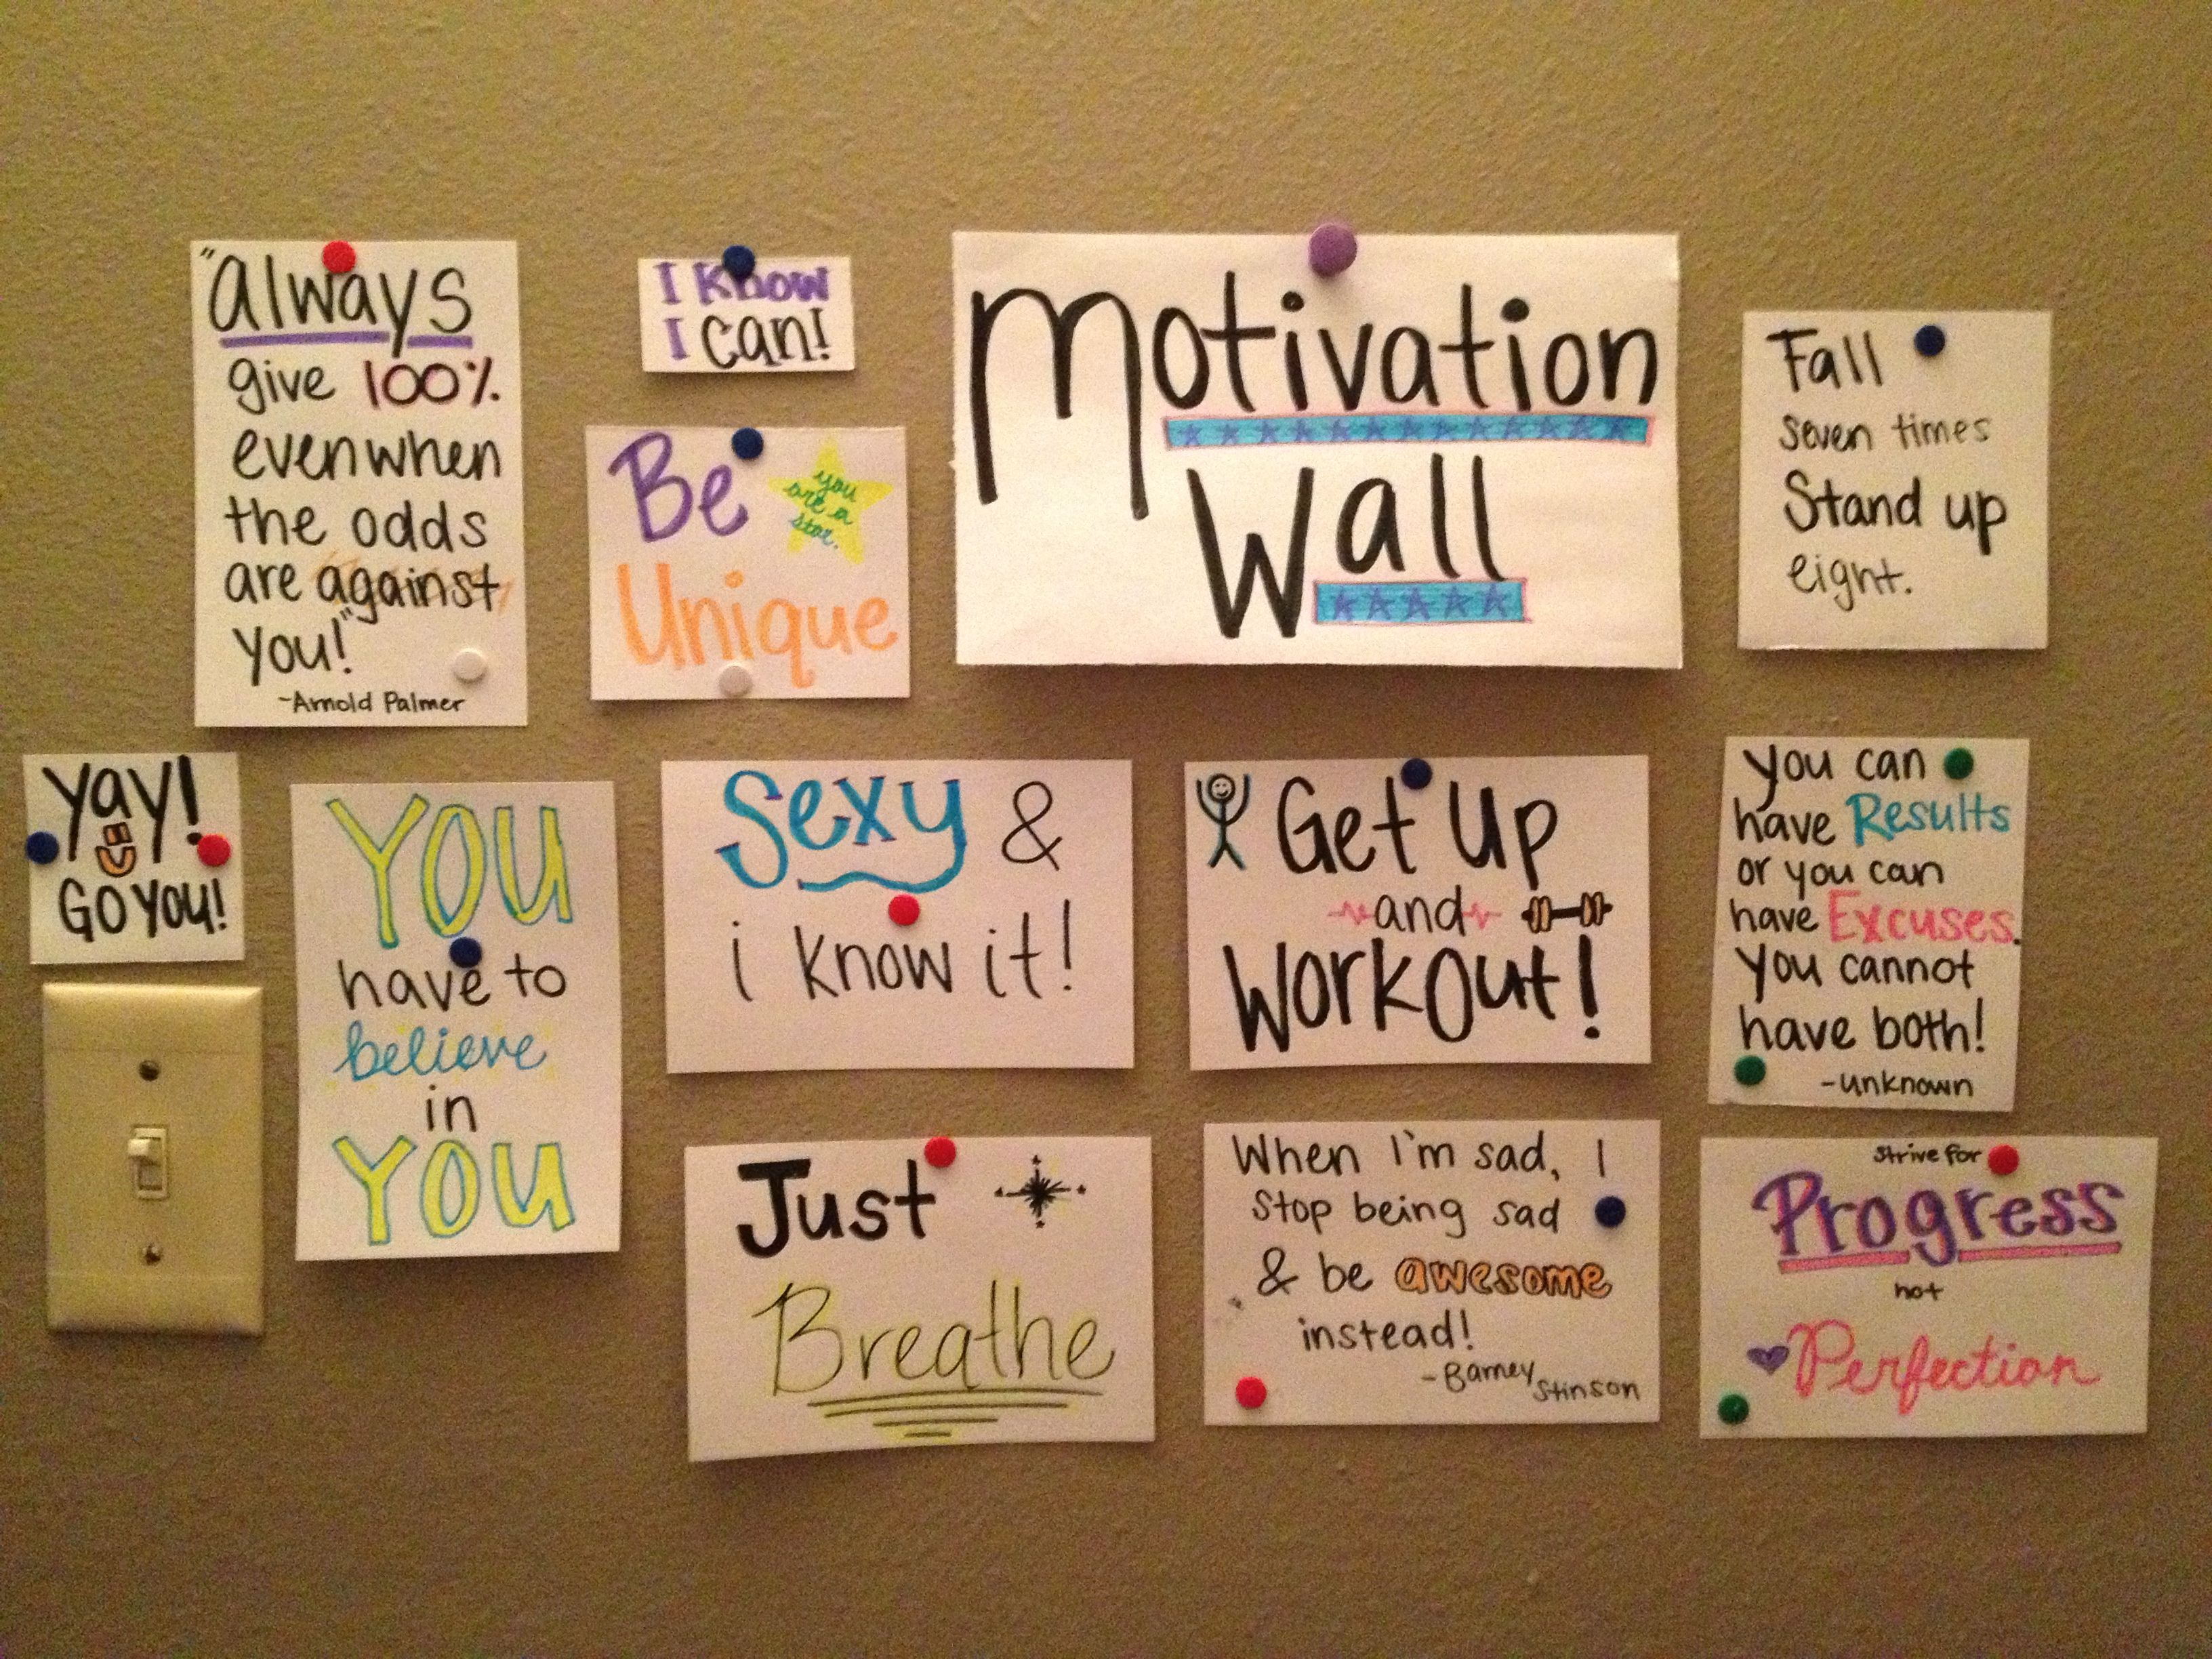 "Always
give 100%
even when
the odds
are against
you!"
-Arnold Palmer
I Know
I can!
Be
you
are a
star.
Unique
Motivation
Wall
Fall
seven times
Stand up
eight.
Yay!
GO YOU!
YOU
have to
believe
in
YOU
Sexy &
i know it!
Get Up
and
WorkOut!
You can
have Results
or you can
have Excuses.
You cannot
have both!
-unknown
Just
Breathe
When I'm sad, I
stop being sad
& be awesome
instead!
-Barney Stinson
Strive for
Progress
not
Perfection